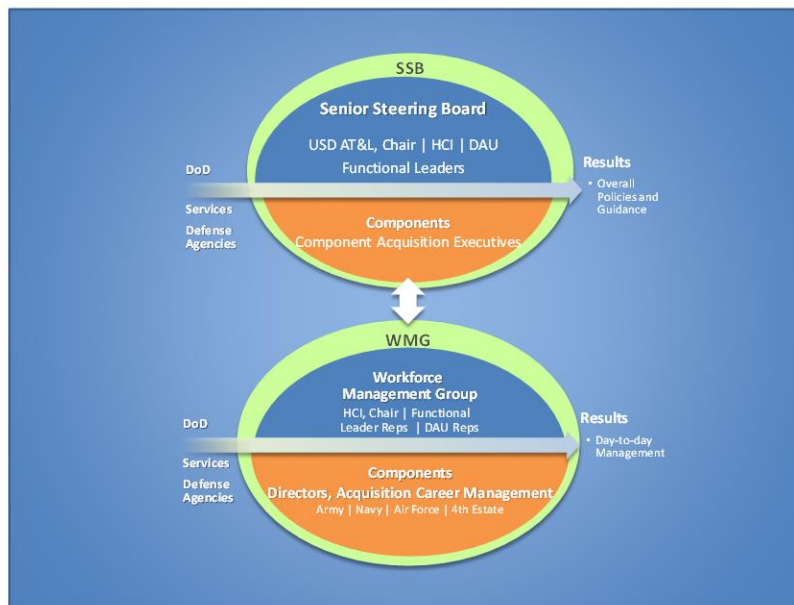 SSB
Senior Steering Board
USD AT&L, Chair | HCI | DAU
Functional Leaders
DoD
Services
Defense
Agencies
Components
Component Acquisition Executives
Results
• Overall
Policies and
Guidance
WMG
Workforce
Management Group
HCI, Chair | Functional
Leader Reps | DAU Reps
DoD
Services
Defense
Agencies
Components
Directors, Acquisition Career Management
Army | Navy | Air Force | 4th Estate
Results
• Day-to-day
Management